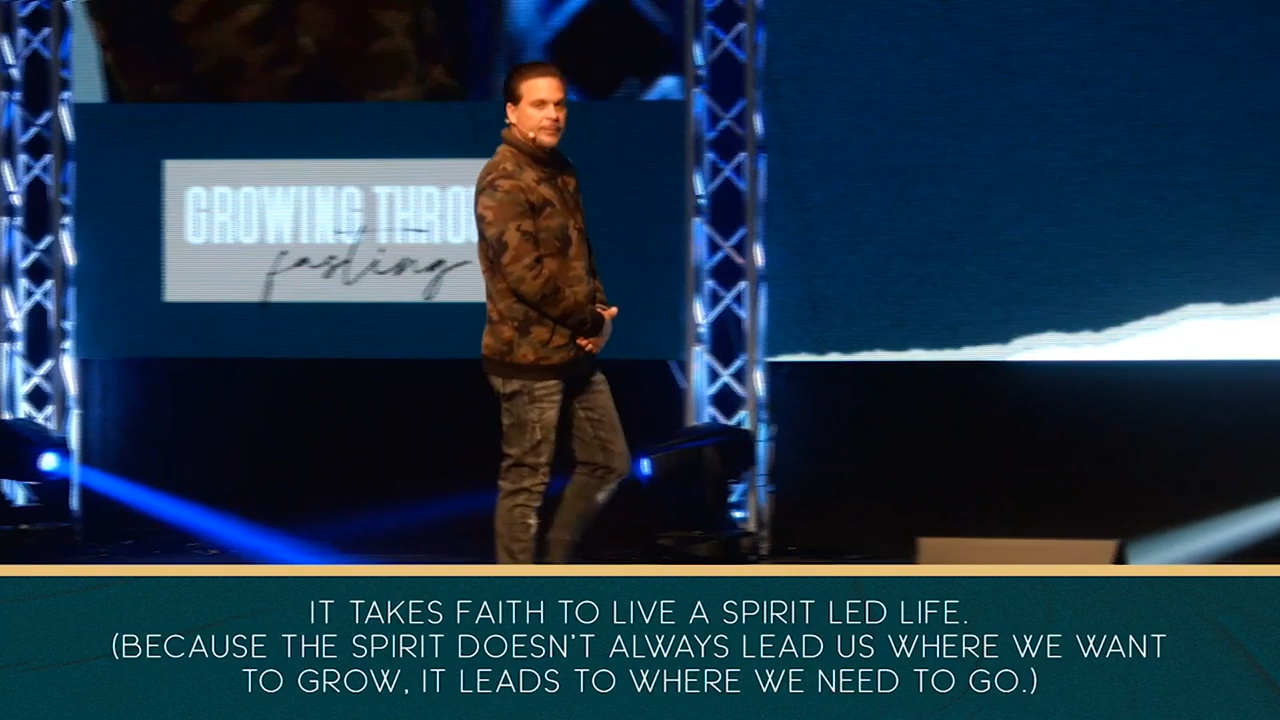 GROWING THRO
fasting
IT TAKES FAITH TO LIVE A SPIRIT LED LIFE.
(BECAUSE THE SPIRIT DOESN'T ALWAYS LEAD US WHERE WE WANT
TO GROW, IT LEADS TO WHERE WE NEED TO GO.)